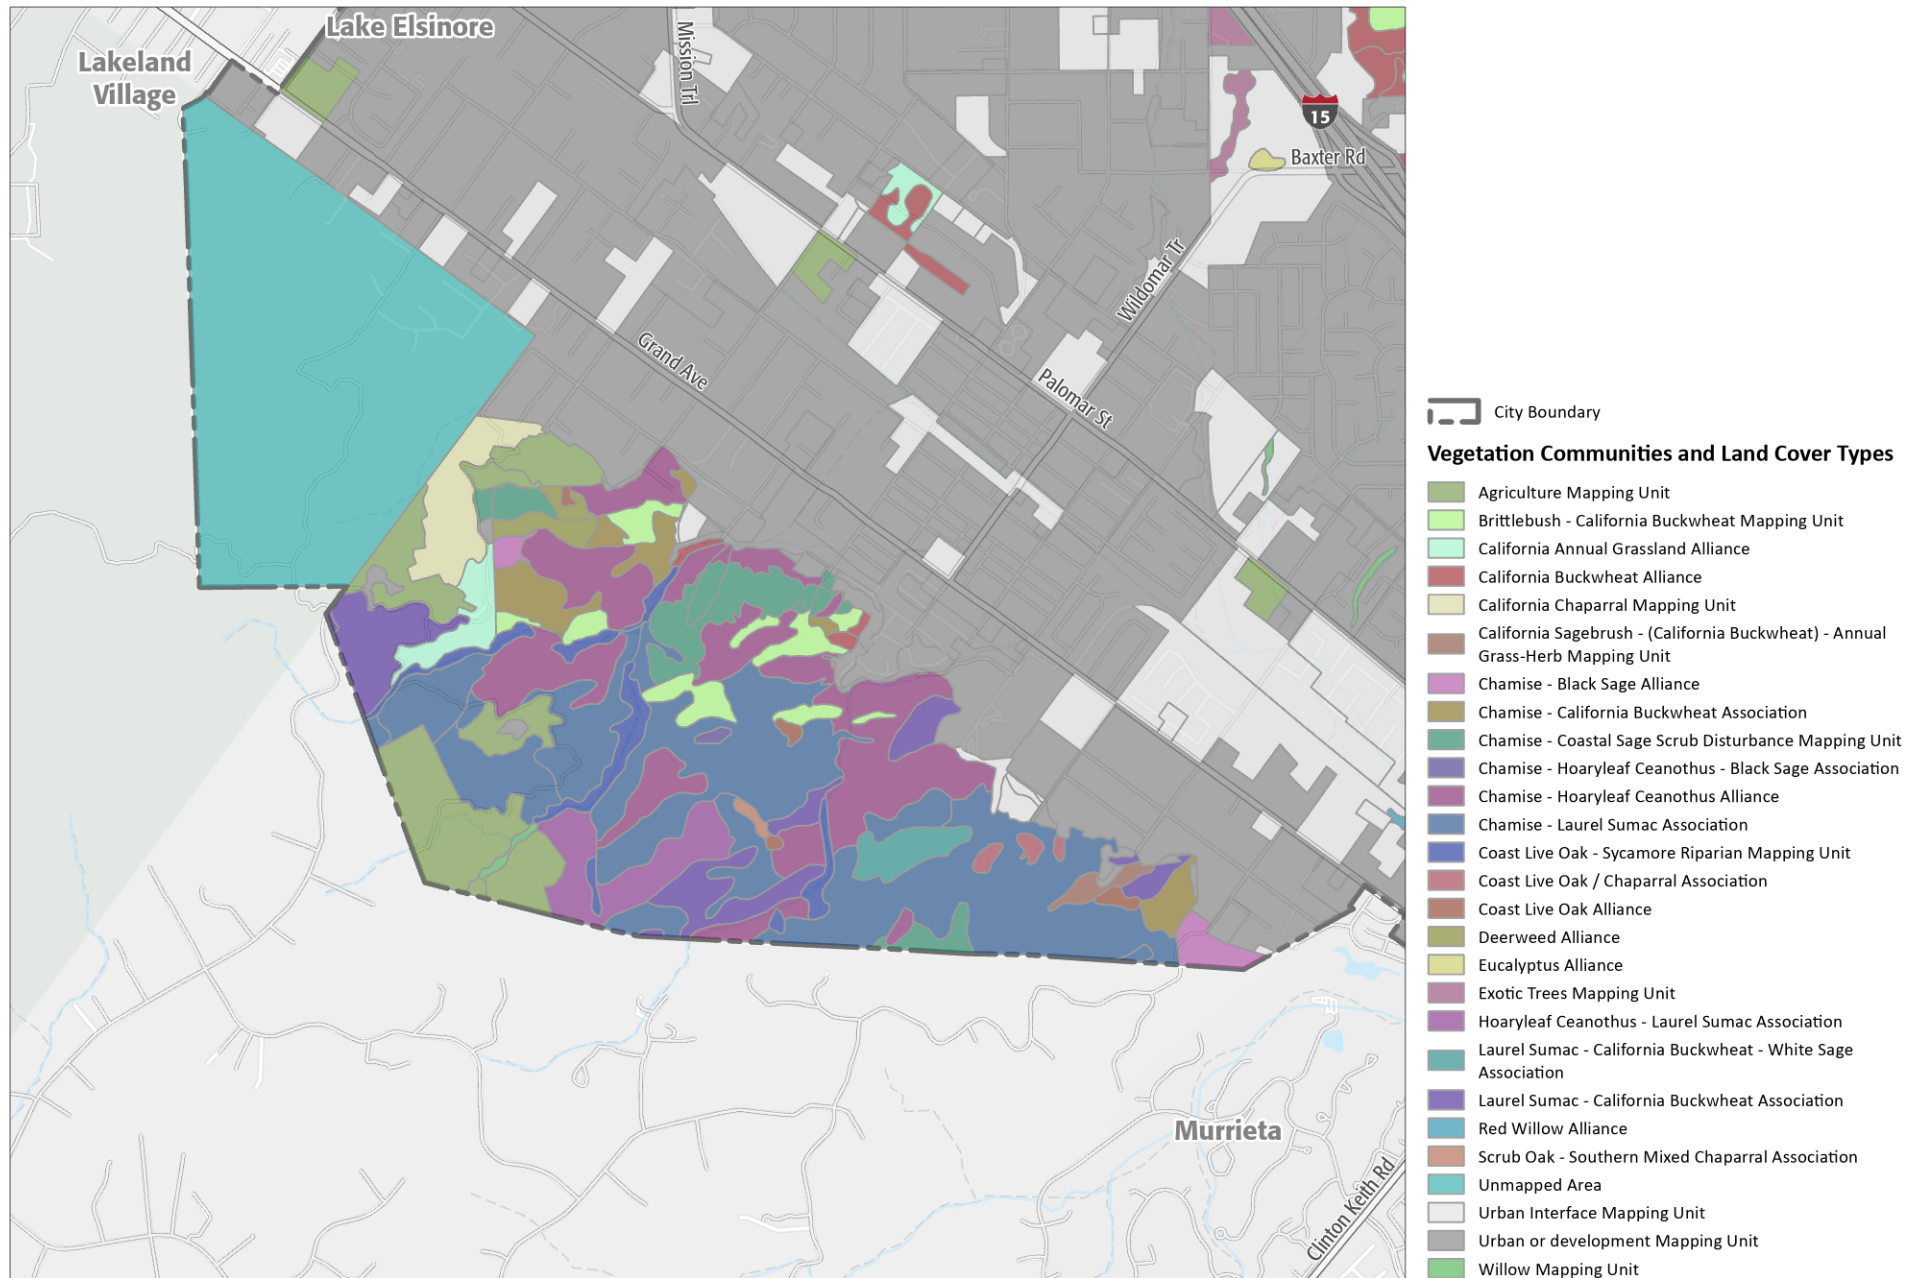 Lake Elsinore
Lakeland
Village
Mission Trl
15
Baxter Rd
Wildomar Tr
Grand Ave
Palomar St
Murrieta
Clinton Keith Rd
City Boundary
Vegetation Communities and Land Cover Types
Agriculture Mapping Unit
Brittlebush - California Buckwheat Mapping Unit
California Annual Grassland Alliance
California Buckwheat Alliance
California Chaparral Mapping Unit
California Sagebrush - (California Buckwheat) - Annual
Grass-Herb Mapping Unit
Chamise - Black Sage Alliance
Chamise - California Buckwheat Association
Chamise - Coastal Sage Scrub Disturbance Mapping Unit
Chamise - Hoaryleaf Ceanothus - Black Sage Association
Chamise - Hoaryleaf Ceanothus Alliance
Chamise - Laurel Sumac Association
Coast Live Oak - Sycamore Riparian Mapping Unit
Coast Live Oak / Chaparral Association
Coast Live Oak Alliance
Deerweed Alliance
Eucalyptus Alliance
Exotic Trees Mapping Unit
Hoaryleaf Ceanothus - Laurel Sumac Association
Laurel Sumac - California Buckwheat - White Sage
Association
Laurel Sumac - California Buckwheat Association
Red Willow Alliance
Scrub Oak - Southern Mixed Chaparral Association
Unmapped Area
Urban Interface Mapping Unit
Urban or development Mapping Unit
Willow Mapping Unit